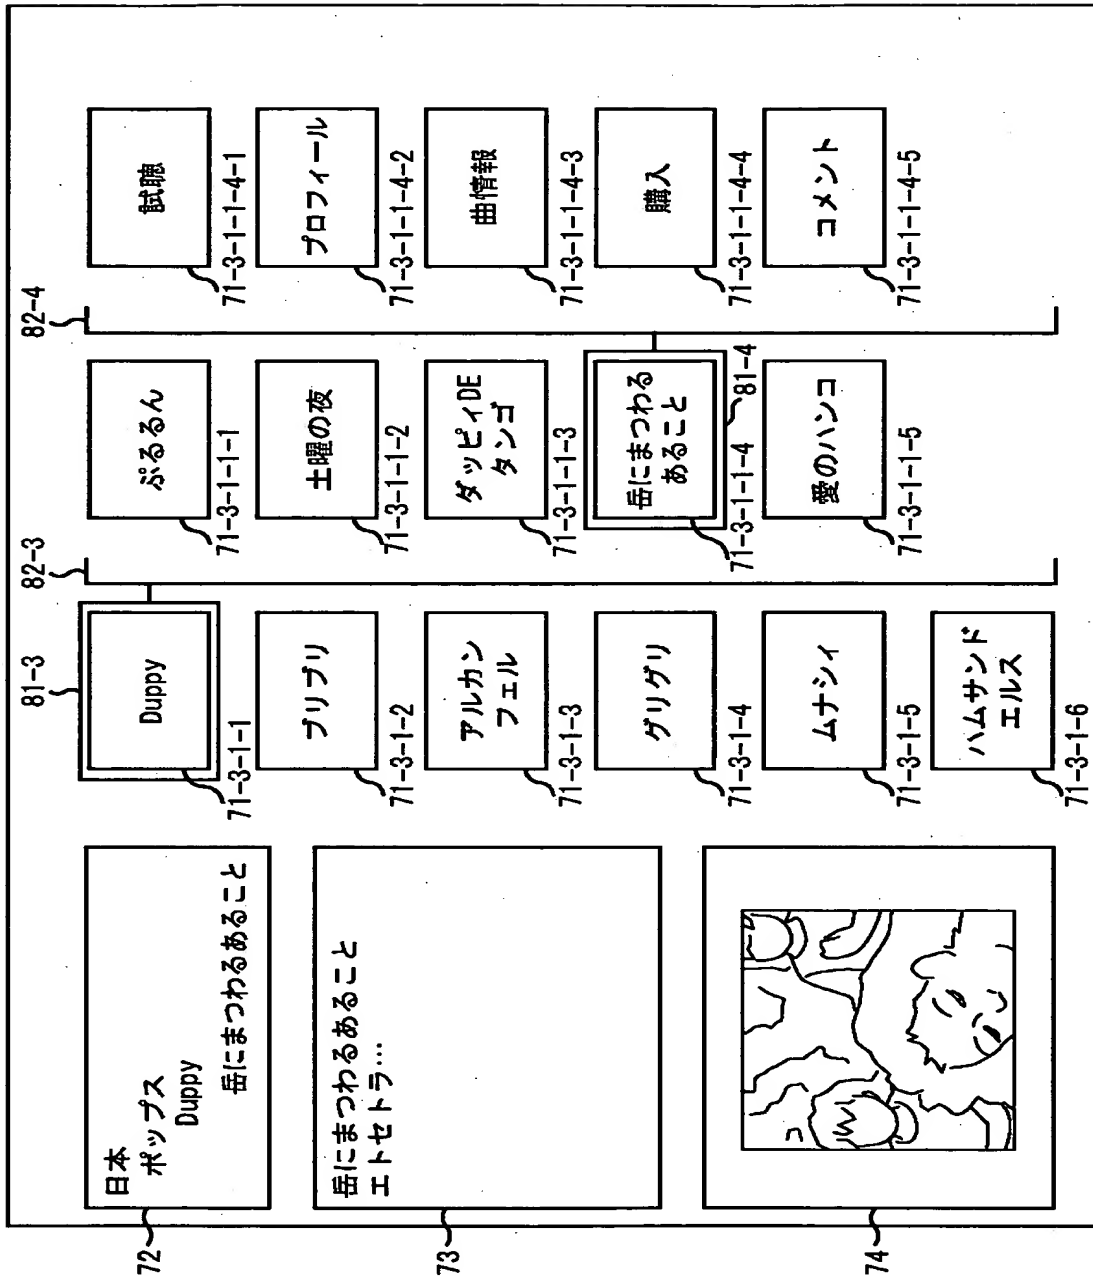 72
日本
ポップス
Duppy
岳にまつわるあること
73
岳にまつわるあること
エトセトラ…
74
81-3
Duppy
71-3-1-1
プリプリ
71-3-1-2
アルカン
フェル
71-3-1-3
グリグリ
71-3-1-4
ムナシィ
71-3-1-5
ハムサンド
エルス
71-3-1-6
82-3
ぷるるん
71-3-1-1-1
土曜の夜
71-3-1-1-2
ダッピィDE
タンゴ
71-3-1-1-3
岳にまつわる
あること
71-3-1-1-4
81-4
愛のハンコ
71-3-1-1-5
82-4
試聴
71-3-1-1-4-1
プロフィール
71-3-1-1-4-2
曲情報
71-3-1-1-4-3
購入
71-3-1-1-4-4
コメント
71-3-1-1-4-5